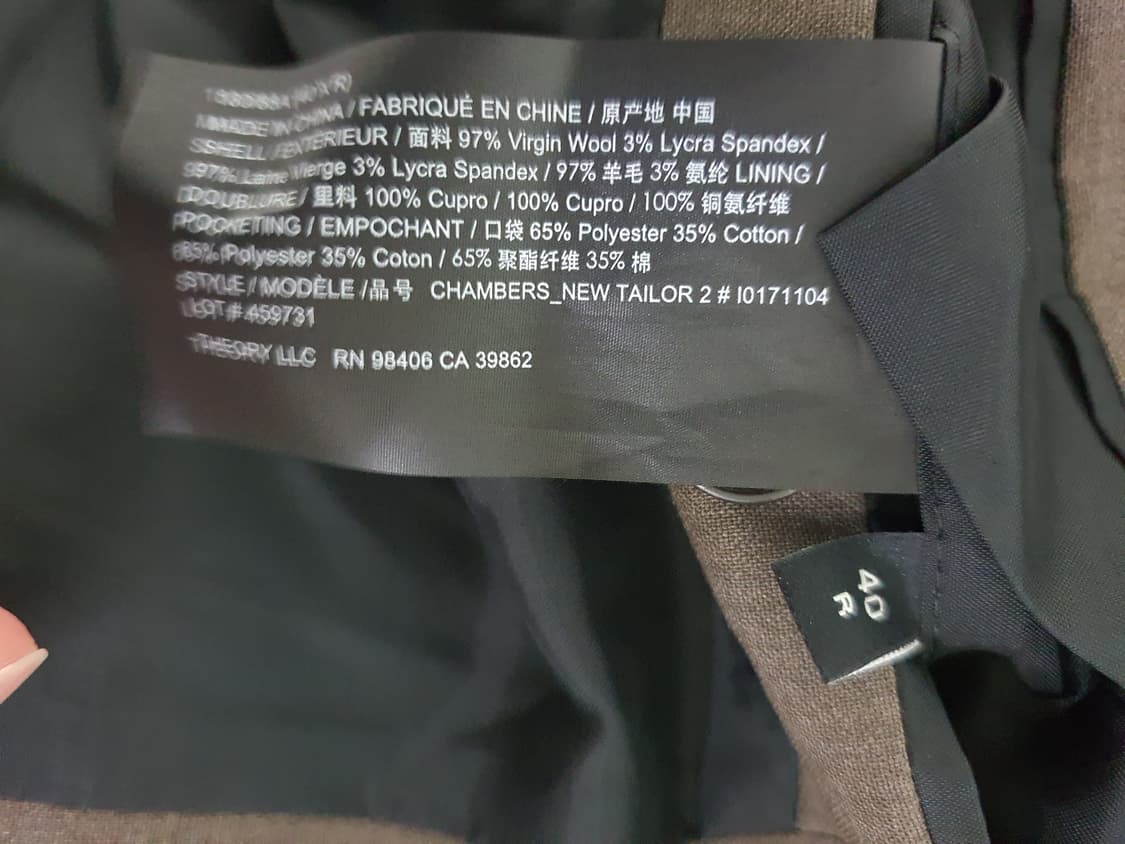 MADE IN CHINA / FABRIQUÉ EN CHINE / 原产地 中国
SHELL / EXTERIEUR / 面料 97% Virgin Wool 3% Lycra Spandex /
97% Laine Vierge 3% Lycra Spandex / 97% 羊毛 3% 氨纶 LINING /
DOUBLURE / 里料 100% Cupro / 100% Cupro / 100% 铜氨纤维
POCKETING / EMPOCHANT / 口袋 65% Polyester 35% Cotton /
65% Polyester 35% Coton / 65% 聚酯纤维 35% 棉
STYLE / MODÈLE /品号 CHAMBERS_NEW TAILOR 2 # I0171104
LOT # 459731
THEORY LLC RN 98406 CA 39862
40
R